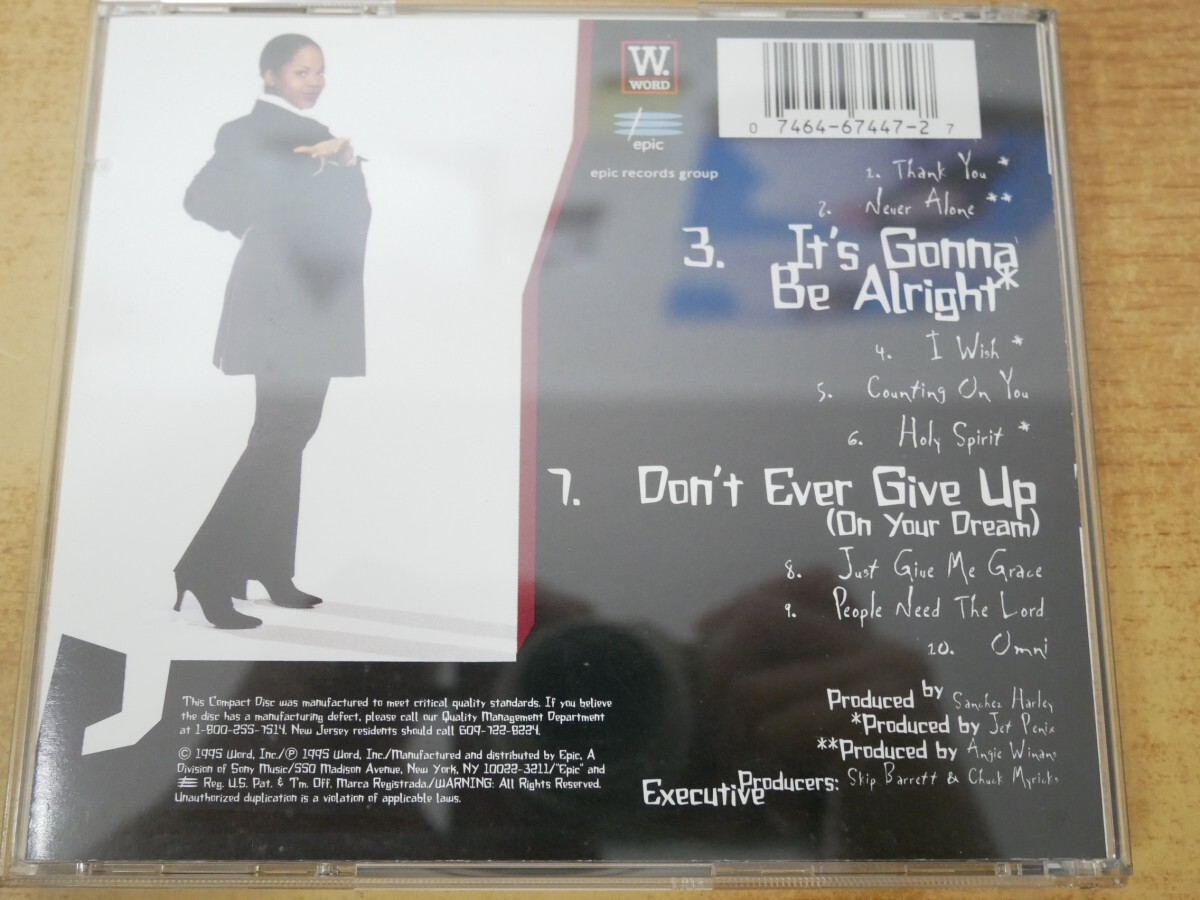 W.
WORD
epic
epic records group
0 7464-67447-2 7
1. Thank You *
2. Never Alone **
3. It's Gonna
Be Alright*
4. I Wish *
5. Counting On You
6. Holy Spirit *
7. Don't Ever Give Up
(On Your Dream)
8. Just Give Me Grace
9. People Need The Lord
10. Omni
Produced by Sanchez Harley
*Produced by Jet Penix
**Produced by Angie Winans
Executive Producers: Skip Barrett & Chuck Myricks
This Compact Disc was manufactured to meet critical quality standards. If you believe
the disc has a manufacturing defect, please call our Quality Management Department
at 1-800-255-7514. New Jersey residents should call 609-722-8224.
© 1995 Word, Inc./℗ 1995 Word, Inc./Manufactured and distributed by Epic, A
Division of Sony Music/550 Madison Avenue, New York, NY 10022-3211/"Epic" and
Reg. U.S. Pat. & Tm. Off. Marca Registrada./WARNING: All Rights Reserved.
Unauthorized duplication is a violation of applicable laws.